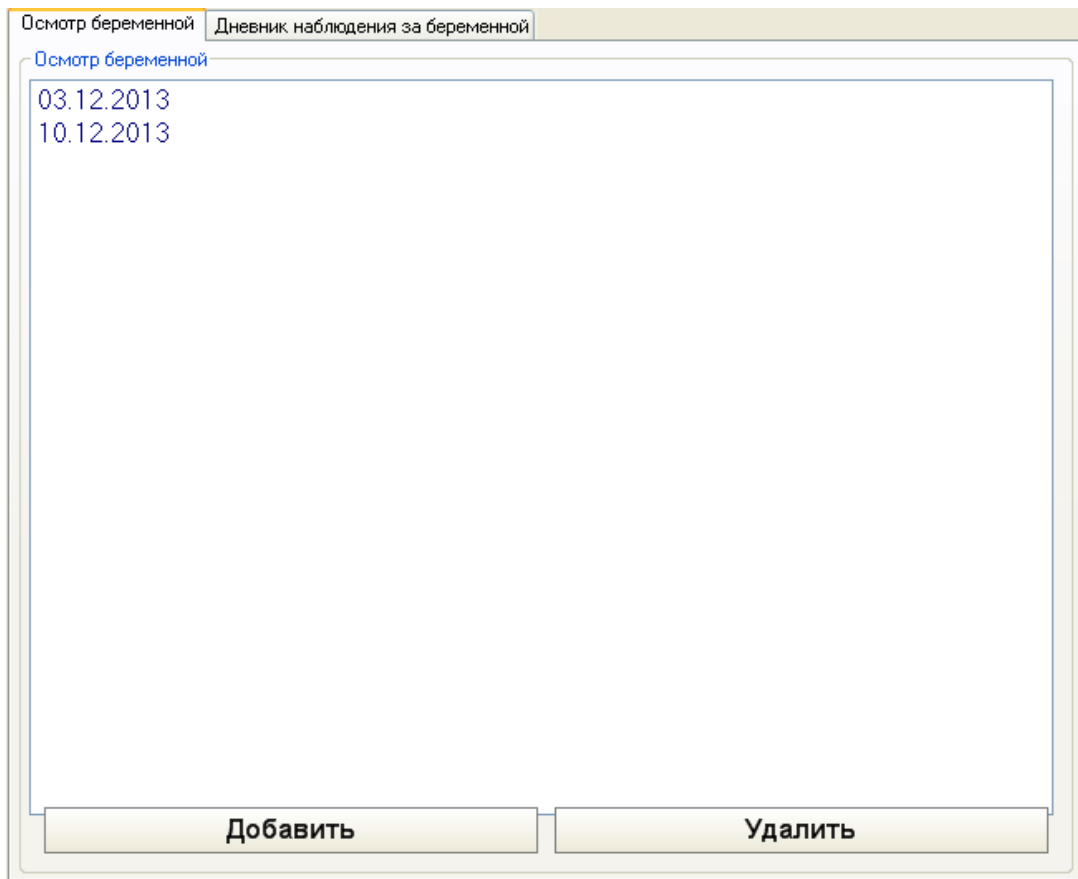 Осмотр беременной Дневник наблюдения за беременной
Осмотр беременной
03.12.2013
10.12.2013
Добавить Удалить